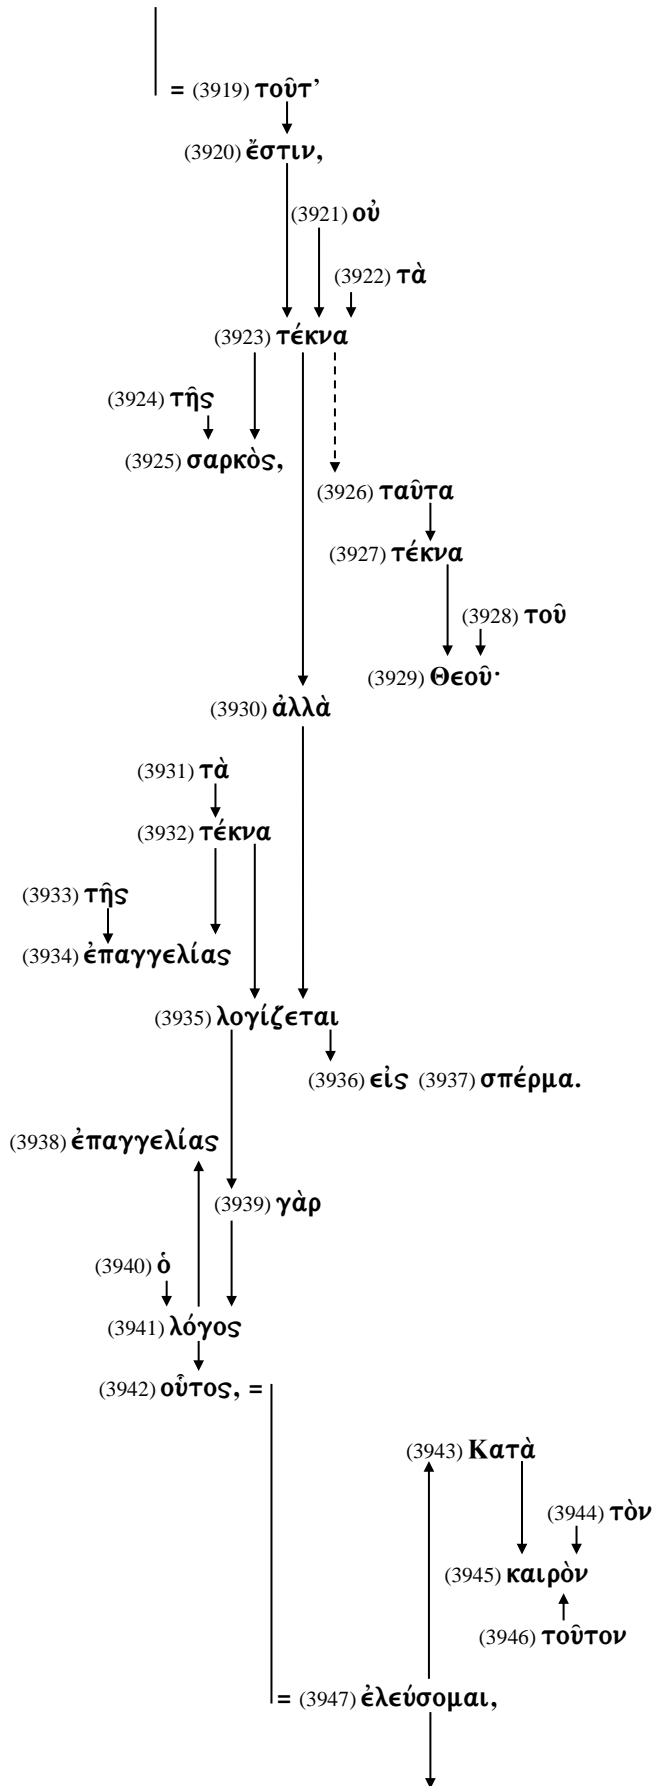 = (3919) τοῦτ’
(3920) ἔστιν,
(3921) οὐ
(3922) τὰ
(3923) τέκνα
(3924) τῆς
(3925) σαρκὸς,
(3926) ταῦτα
(3927) τέκνα
(3928) τοῦ
(3929) Θεοῦ·
(3930) ἀλλὰ
(3931) τὰ
(3932) τέκνα
(3933) τῆς
(3934) ἐπαγγελίας
(3935) λογίζεται
(3936) εἰς (3937) σπέρμα.
(3938) ἐπαγγελίας
(3939) γὰρ
(3940) ὁ
(3941) λόγος
(3942) οὗτος, =
(3943) Κατὰ
(3944) τὸν
(3945) καιρὸν
(3946) τοῦτον
= (3947) ἐλεύσομαι,